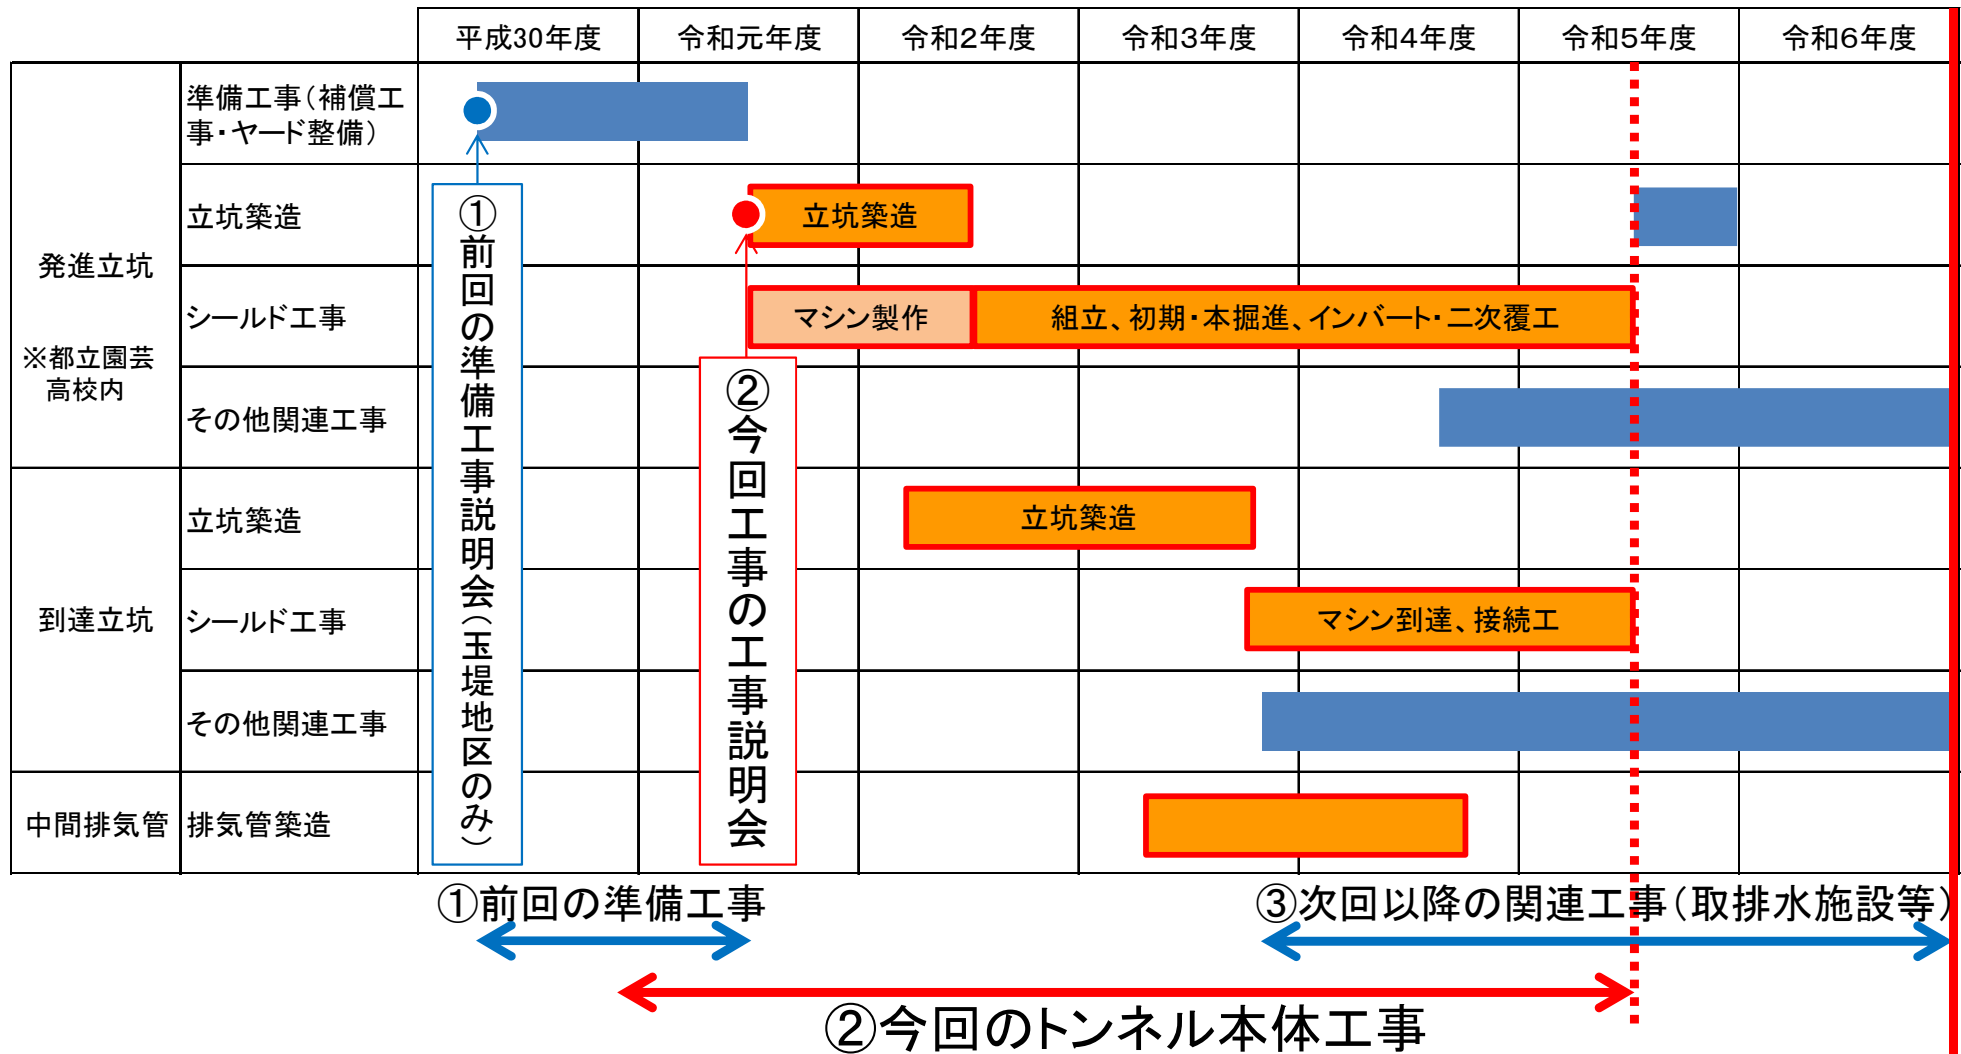 平成30年度
令和元年度
令和2年度
令和3年度
令和4年度
令和5年度
令和6年度
発進立坑
※都立園芸
高校内
準備工事（補償工
事・ヤード整備）
立坑築造
立坑築造
シールド工事
マシン製作
組立、初期・本掘進、インバート・二次覆工
その他関連工事
到達立坑
立坑築造
立坑築造
シールド工事
マシン到達、接続工
その他関連工事
中間排気管
排気管築造
①前回の準備工事説明会（玉堤地区のみ）
②今回工事の工事説明会
①前回の準備工事
③次回以降の関連工事（取排水施設等）
②今回のトンネル本体工事